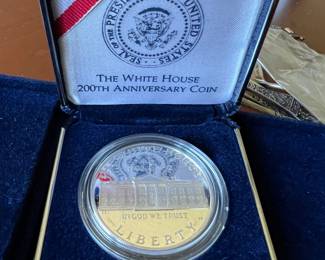 SEAL OF THE PRESIDENT OF THE UNITED STATES
THE WHITE HOUSE
200TH ANNIVERSARY COIN
IN GOD WE TRUST
LIBERTY